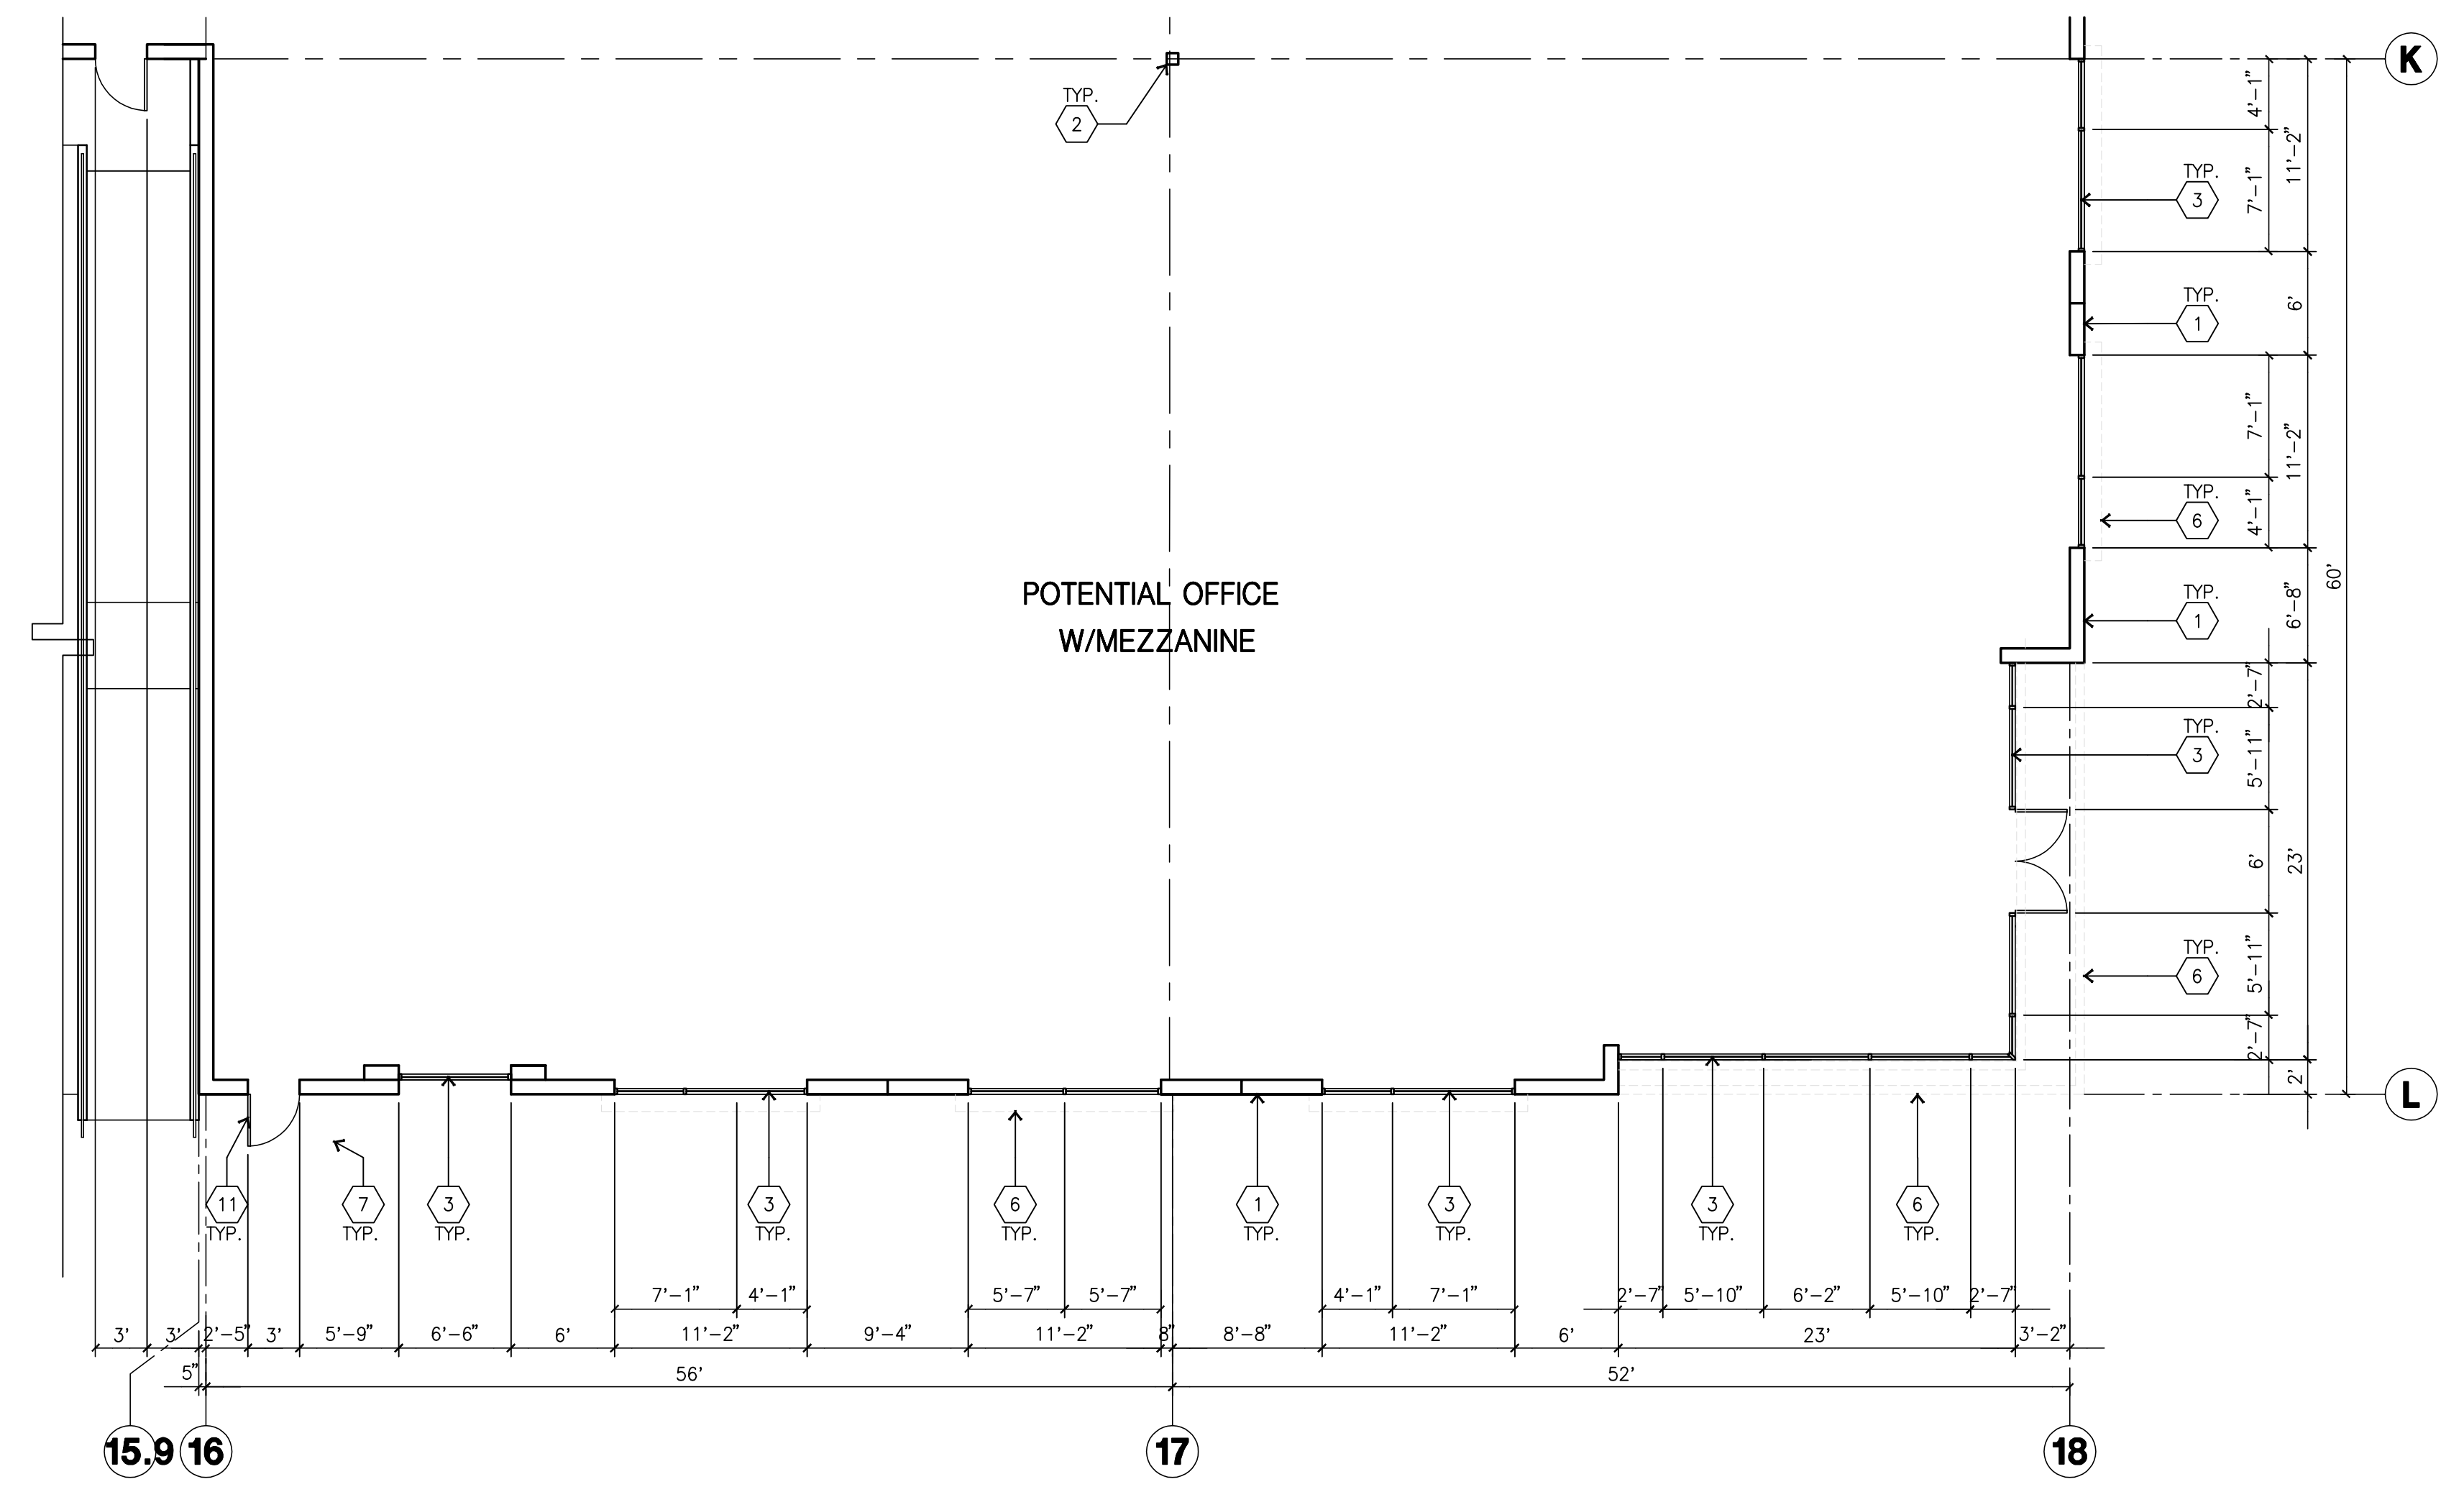 K
TYP.
2
4'-1"
11'-2"
7'-1"
TYP.
3
TYP.
1
6'
7'-1"
11'-2"
4'-1"
TYP.
6
POTENTIAL OFFICE
W/MEZZANINE
60'
TYP.
1
6'-8"
2'-7"
TYP.
3
5'-11"
6'
23'
TYP.
6
5'-11"
2'-7"
2'
L
11
TYP.
7
TYP.
3
TYP.
3
TYP.
6
TYP.
1
TYP.
3
TYP.
3
TYP.
6
TYP.
7'-1" 4'-1" 5'-7" 5'-7" 4'-1" 7'-1" 2'-7" 5'-10" 6'-2" 5'-10" 2'-7"
3' 3' 2'-5" 3' 5'-9" 6'-6" 6' 11'-2" 9'-4" 11'-2" 8" 8'-8" 11'-2" 6' 23' 3'-2"
5" 56' 52'
15.9 16 17 18